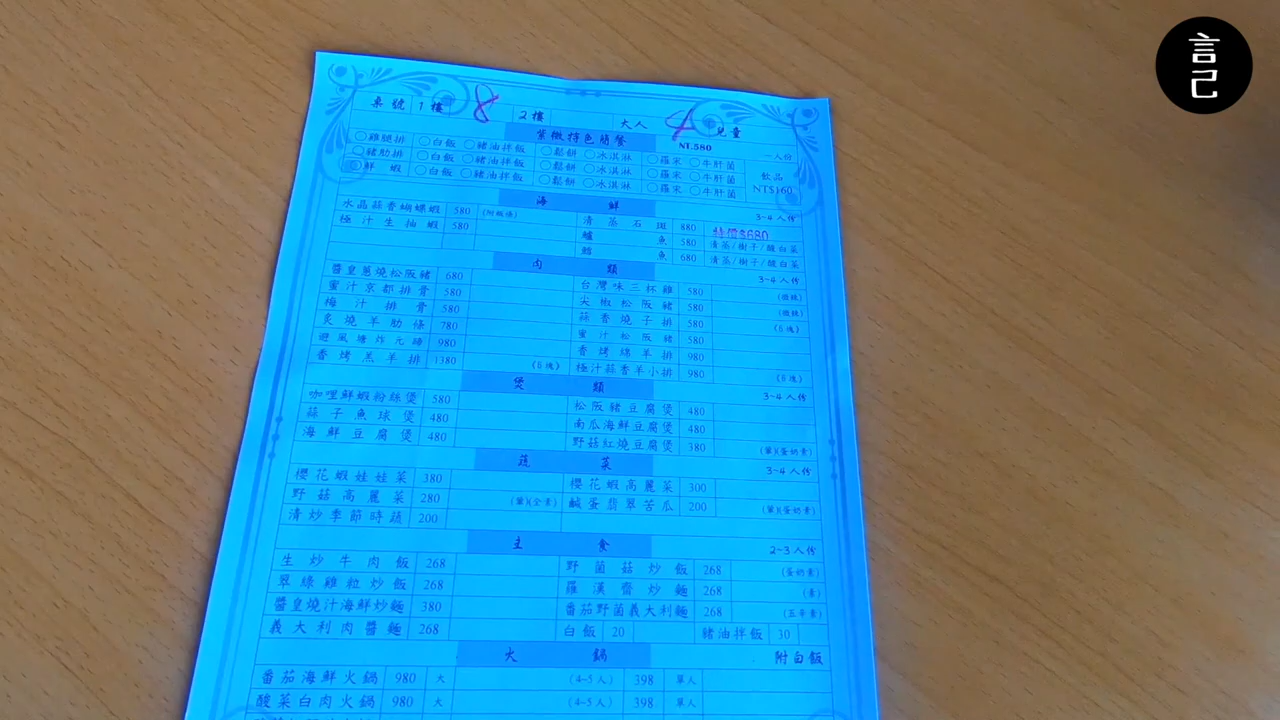 言己
桌號 1樓 8 2樓 大人 4 兒童
紫微特色簡餐 NT.580 一人份
○雞腿排 ○白飯 ○豬油拌飯 ○鬆餅 ○冰淇淋 ○羅宋 ○牛肝菌
○豬肋排 ○白飯 ○豬油拌飯 ○鬆餅 ○冰淇淋 ○羅宋 ○牛肝菌 飲品
○鮮蝦 ○白飯 ○豬油拌飯 ○鬆餅 ○冰淇淋 ○羅宋 ○牛肝菌 NT$160
海鮮 3~4人份
水晶蒜香蝴蝶蝦 580 清蒸石斑 880 特價$680
極汁生抽蝦 580 鱸魚 580 清蒸/樹子/酸白菜
魚 680 清蒸/樹子/酸白菜
肉類 3~4人份
醬皇蔥燒松阪豬 680 台灣味三杯雞 580 (微辣)
蜜汁京都排骨 580 尖椒松阪豬 580 (微辣)
梅汁排骨 580 蒜香燒子排 580 (5塊)
炙燒羊肋條 780 蜜汁松阪豬 580
避風塘炸元蹄 980 香烤綿羊排 980
香烤羔羊排 1380 (6塊) 極汁蒜香羊小排 980 (6塊)
煲類 3~4人份
咖哩鮮蝦粉絲煲 580 松阪豬豆腐煲 480
蒜子魚球煲 480 南瓜海鮮豆腐煲 480
海鮮豆腐煲 480 野菇紅燒豆腐煲 380 (葷)(蛋奶素)
蔬菜 3~4人份
櫻花蝦娃娃菜 380 櫻花蝦高麗菜 300
野菇高麗菜 280 (葷)(全素) 鹹蛋翡翠苦瓜 200 (葷)(蛋奶素)
清炒季節時蔬 200
主食 2~3人份
生炒牛肉飯 268 野菌菇炒飯 268 (蛋奶素)
翠綠雞粒炒飯 268 羅漢齋炒麵 268 (素)
醬皇燒汁海鮮炒麵 380 番茄野菌義大利麵 268 (五辛素)
義大利肉醬麵 268 白飯 20 豬油拌飯 30
火鍋 附白飯
番茄海鮮火鍋 980 大 (4~5人) 398 單人
酸菜白肉火鍋 980 大 (4~5人) 398 單人